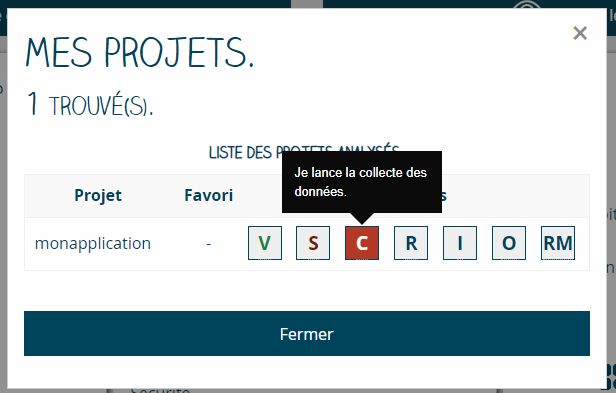 MES PROJETS.
1 TROUVÉ(S).
LISTE DES PROJETS ANALYSÉS
Je lance la collecte des
données.
Projet Favori
monapplication - V S C R I O RM
Fermer
Sécurité